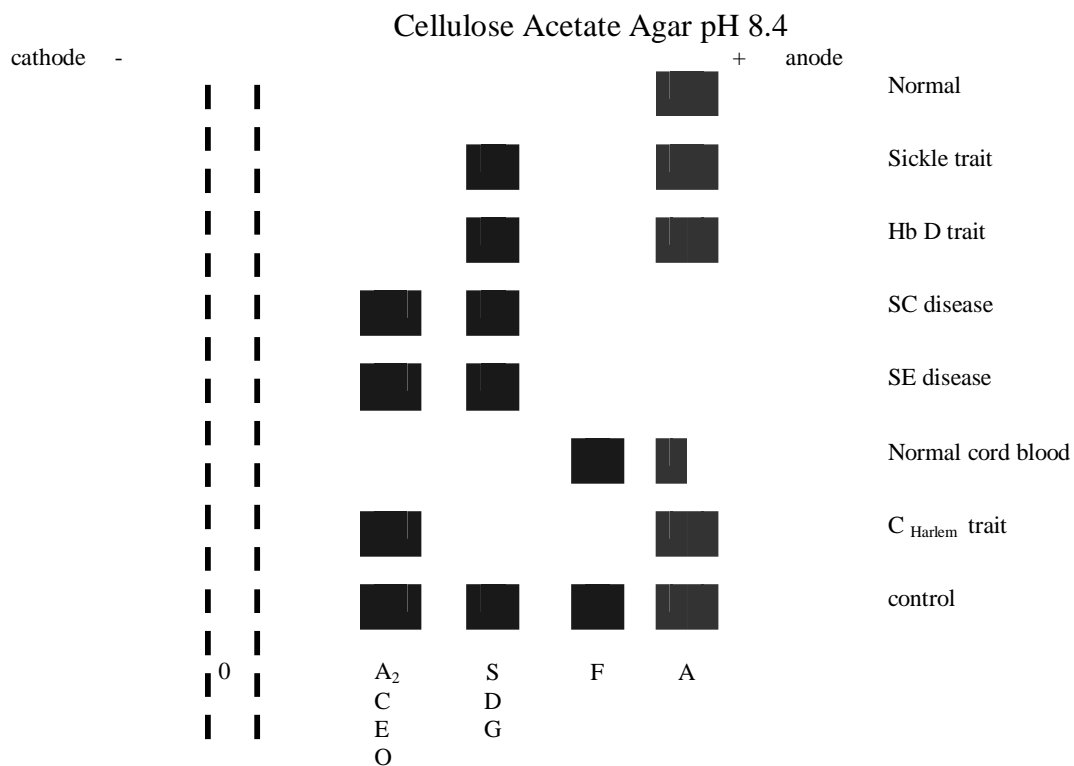 Cellulose Acetate Agar pH 8.4
cathode - + anode
Normal
Sickle trait
Hb D trait
SC disease
SE disease
Normal cord blood
C Harlem trait
control
0 A₂ S F A
C D
E G
O